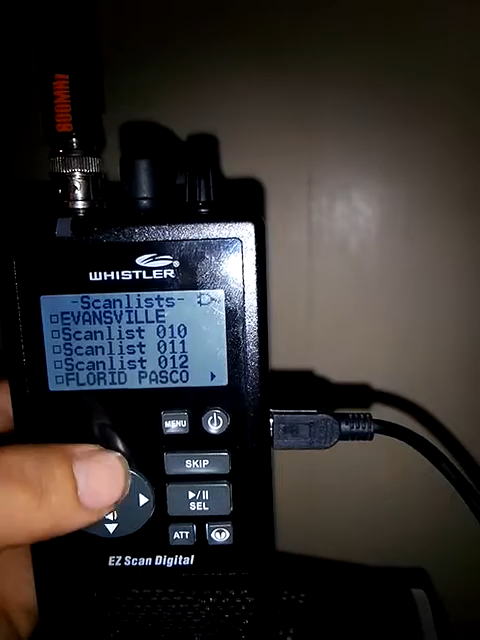 800MHz
WHISTLER®
-Scanlists-
EVANSVILLE
Scanlist 010
Scanlist 011
Scanlist 012
FLORID PASCO
MENU
SKIP
SEL
ATT
EZ Scan Digital